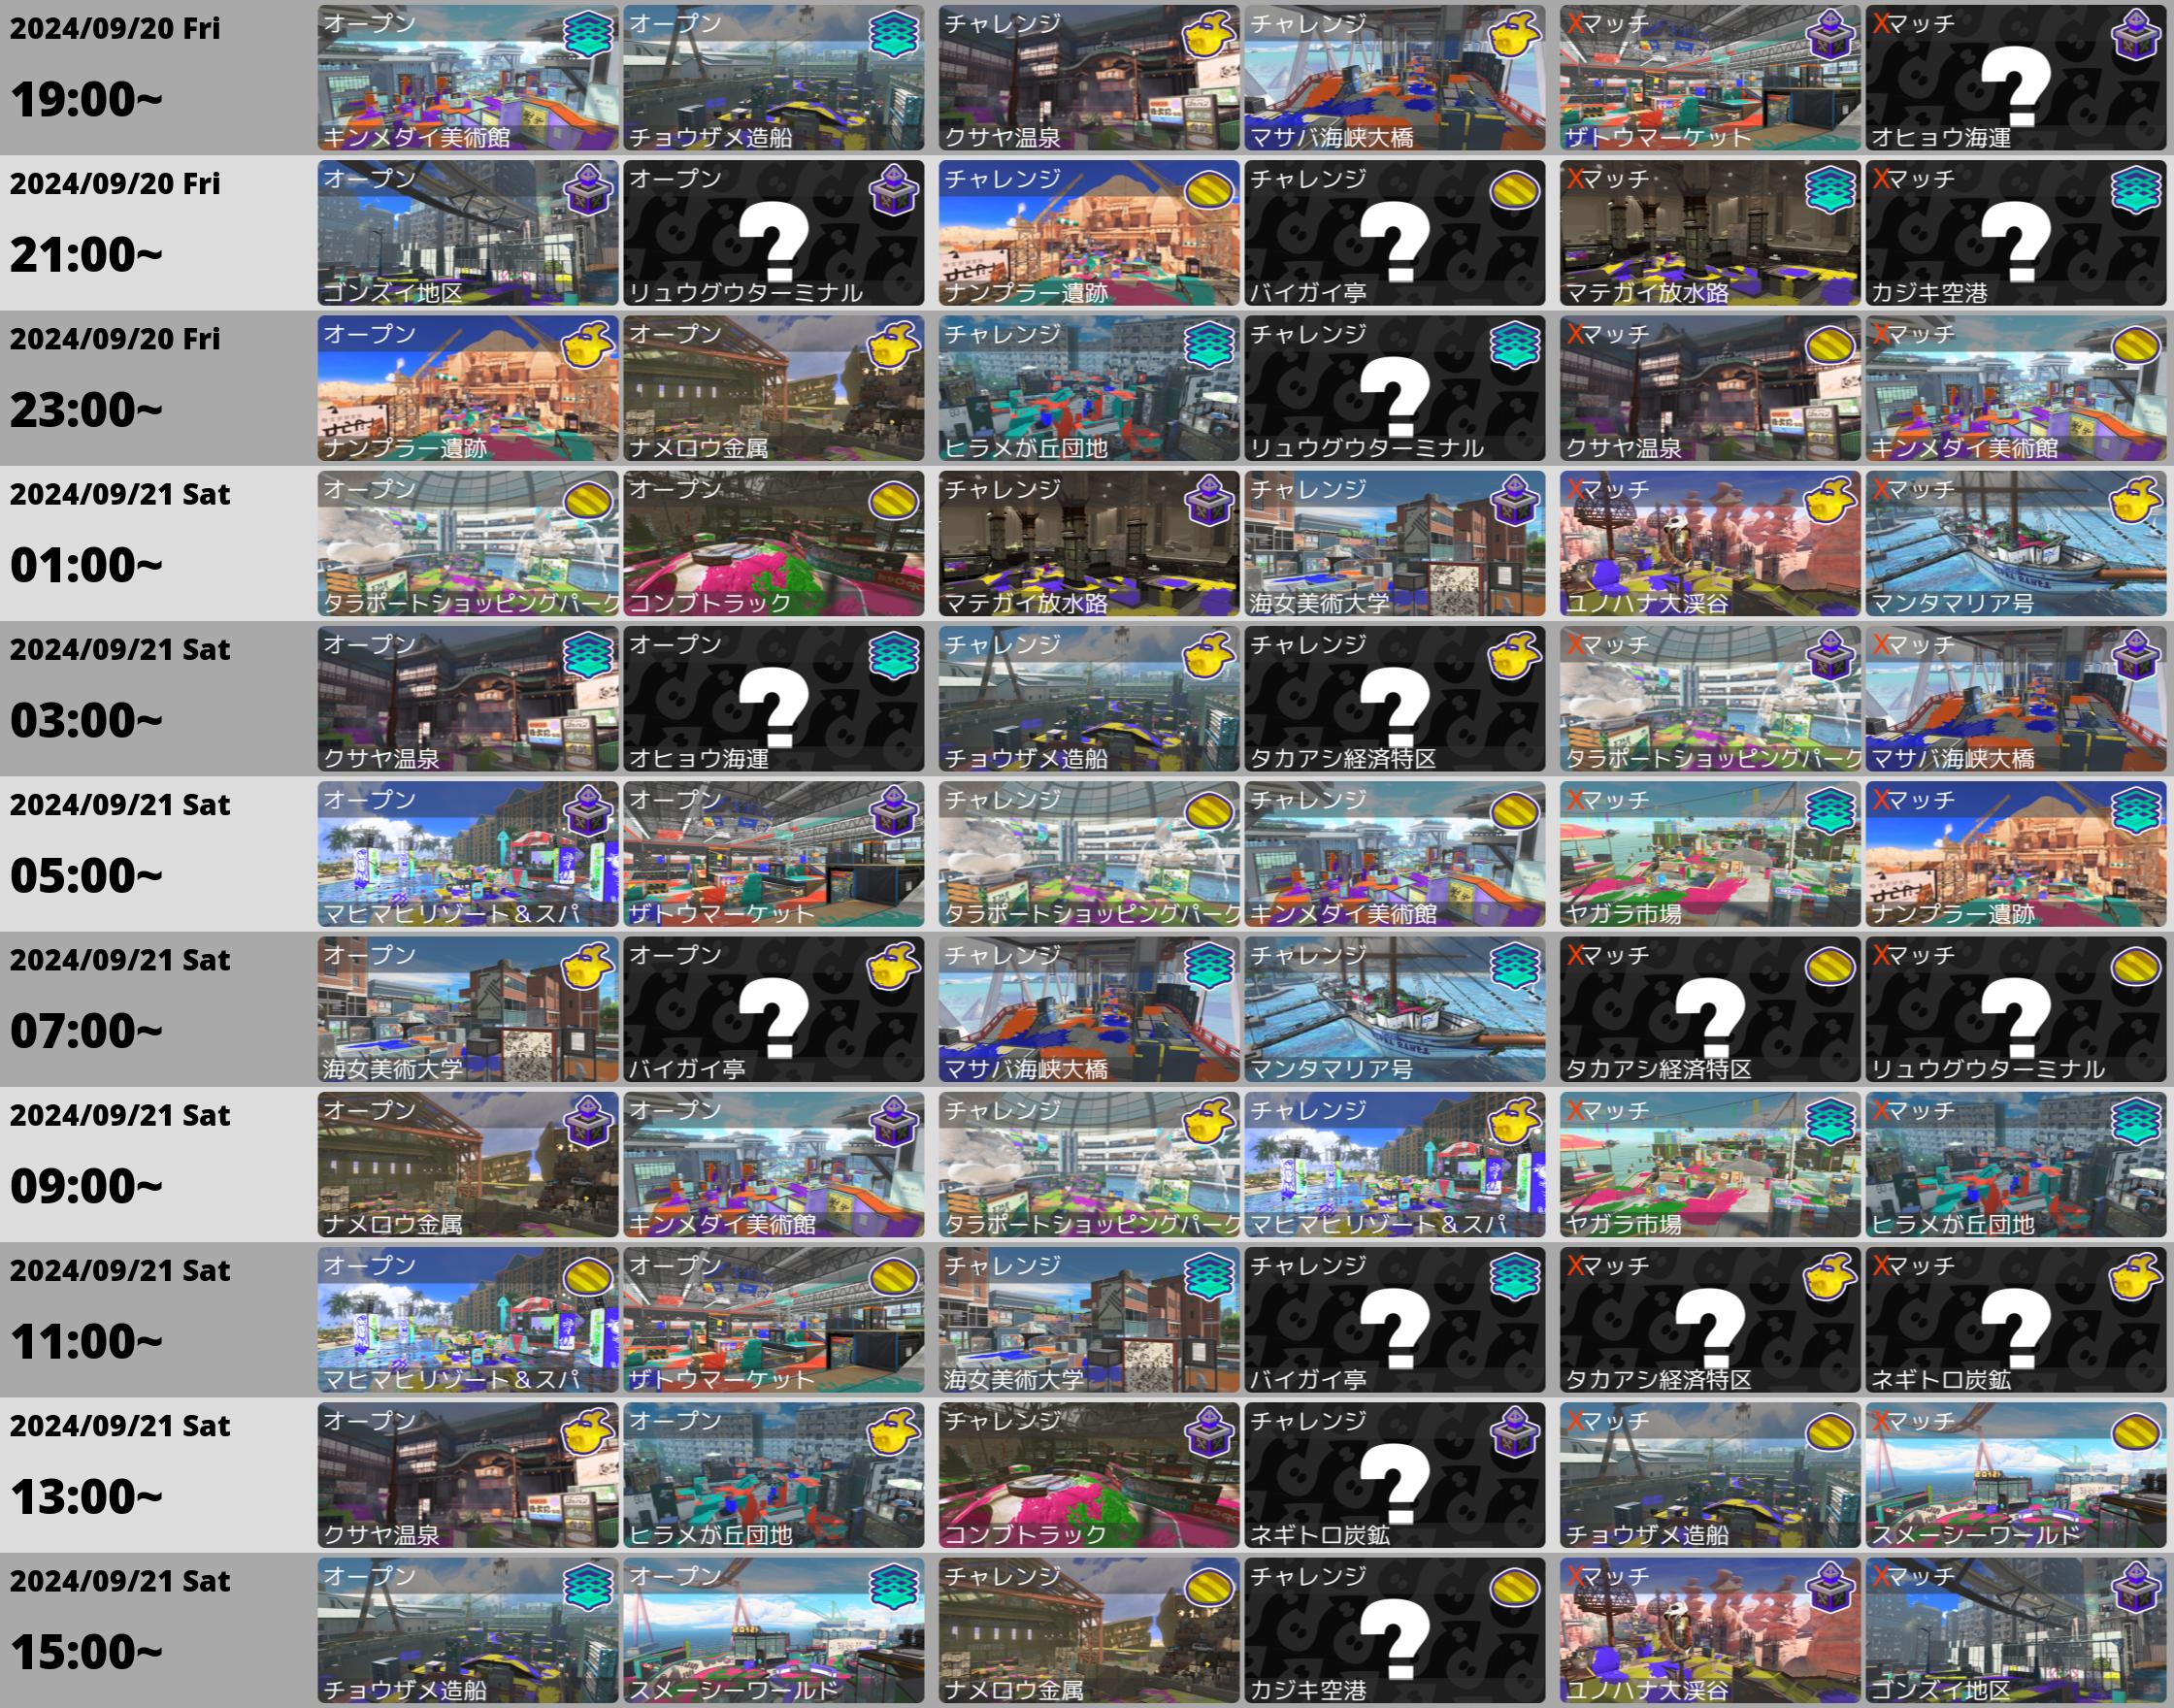 2024/09/20 Fri
19:00~
オープン
キンメダイ美術館
オープン
チョウザメ造船
チャレンジ
クサヤ温泉
チャレンジ
マサバ海峡大橋
Xマッチ
ザトウマーケット
Xマッチ
オヒョウ海運
2024/09/20 Fri
21:00~
オープン
ゴンズイ地区
オープン
リュウグウターミナル
チャレンジ
ナンプラー遺跡
チャレンジ
バイガイ亭
Xマッチ
マテガイ放水路
Xマッチ
カジキ空港
2024/09/20 Fri
23:00~
オープン
ナンプラー遺跡
オープン
ナメロウ金属
チャレンジ
ヒラメが丘団地
チャレンジ
リュウグウターミナル
Xマッチ
クサヤ温泉
Xマッチ
キンメダイ美術館
2024/09/21 Sat
01:00~
オープン
タラポートショッピングパーク
オープン
コンブトラック
チャレンジ
マテガイ放水路
チャレンジ
海女美術大学
Xマッチ
ユノハナ大渓谷
Xマッチ
マンタマリア号
2024/09/21 Sat
03:00~
オープン
クサヤ温泉
オープン
オヒョウ海運
チャレンジ
チョウザメ造船
チャレンジ
タカアシ経済特区
Xマッチ
タラポートショッピングパーク
Xマッチ
マサバ海峡大橋
2024/09/21 Sat
05:00~
オープン
マヒマヒリゾート&スパ
オープン
ザトウマーケット
チャレンジ
タラポートショッピングパーク
チャレンジ
キンメダイ美術館
Xマッチ
ヤガラ市場
Xマッチ
ナンプラー遺跡
2024/09/21 Sat
07:00~
オープン
海女美術大学
オープン
バイガイ亭
チャレンジ
マサバ海峡大橋
チャレンジ
マンタマリア号
Xマッチ
タカアシ経済特区
Xマッチ
リュウグウターミナル
2024/09/21 Sat
09:00~
オープン
ナメロウ金属
オープン
キンメダイ美術館
チャレンジ
タラポートショッピングパーク
チャレンジ
マヒマヒリゾート&スパ
Xマッチ
ヤガラ市場
Xマッチ
ヒラメが丘団地
2024/09/21 Sat
11:00~
オープン
マヒマヒリゾート&スパ
オープン
ザトウマーケット
チャレンジ
海女美術大学
チャレンジ
バイガイ亭
Xマッチ
タカアシ経済特区
Xマッチ
ネギトロ炭鉱
2024/09/21 Sat
13:00~
オープン
クサヤ温泉
オープン
ヒラメが丘団地
チャレンジ
コンブトラック
チャレンジ
ネギトロ炭鉱
Xマッチ
チョウザメ造船
Xマッチ
スメーシーワールド
2024/09/21 Sat
15:00~
オープン
チョウザメ造船
オープン
スメーシーワールド
チャレンジ
ナメロウ金属
チャレンジ
カジキ空港
Xマッチ
ユノハナ大渓谷
Xマッチ
ゴンズイ地区